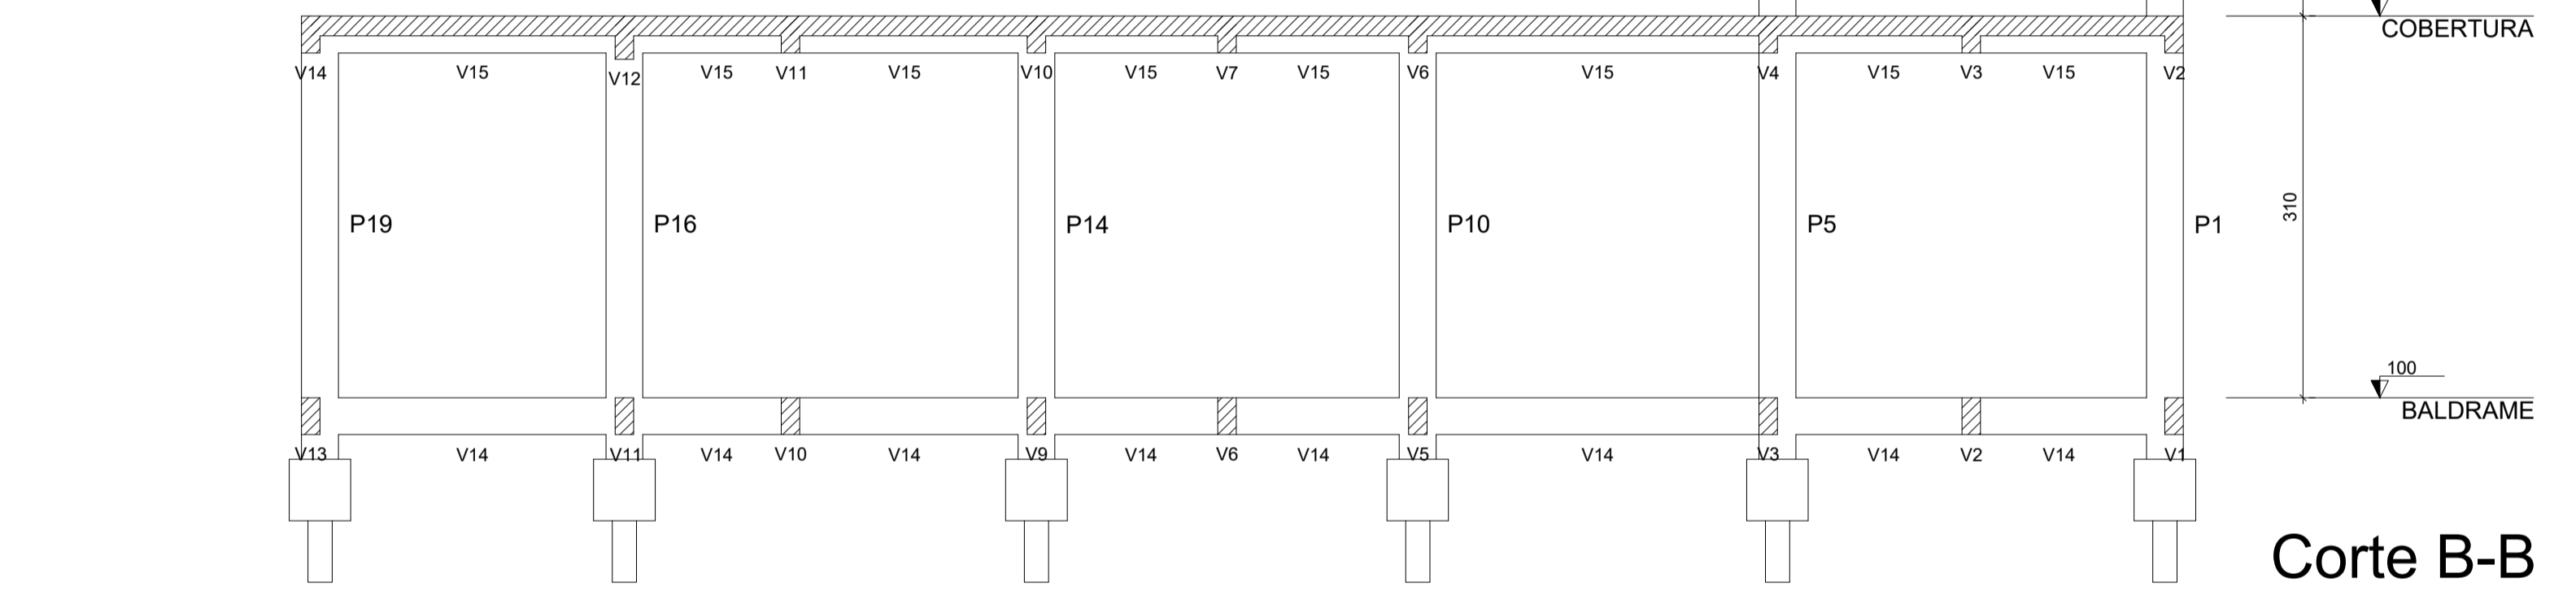 COBERTURA
V14 V15 V12 V15 V11 V15 V10 V15 V7 V15 V6 V15 V4 V15 V3 V15 V2
P19 P16 P14 P10 P5 P1
310
100
BALDRAME
V13 V14 V11 V14 V10 V14 V9 V14 V6 V14 V5 V14 V3 V14 V2 V14 V1
Corte B-B